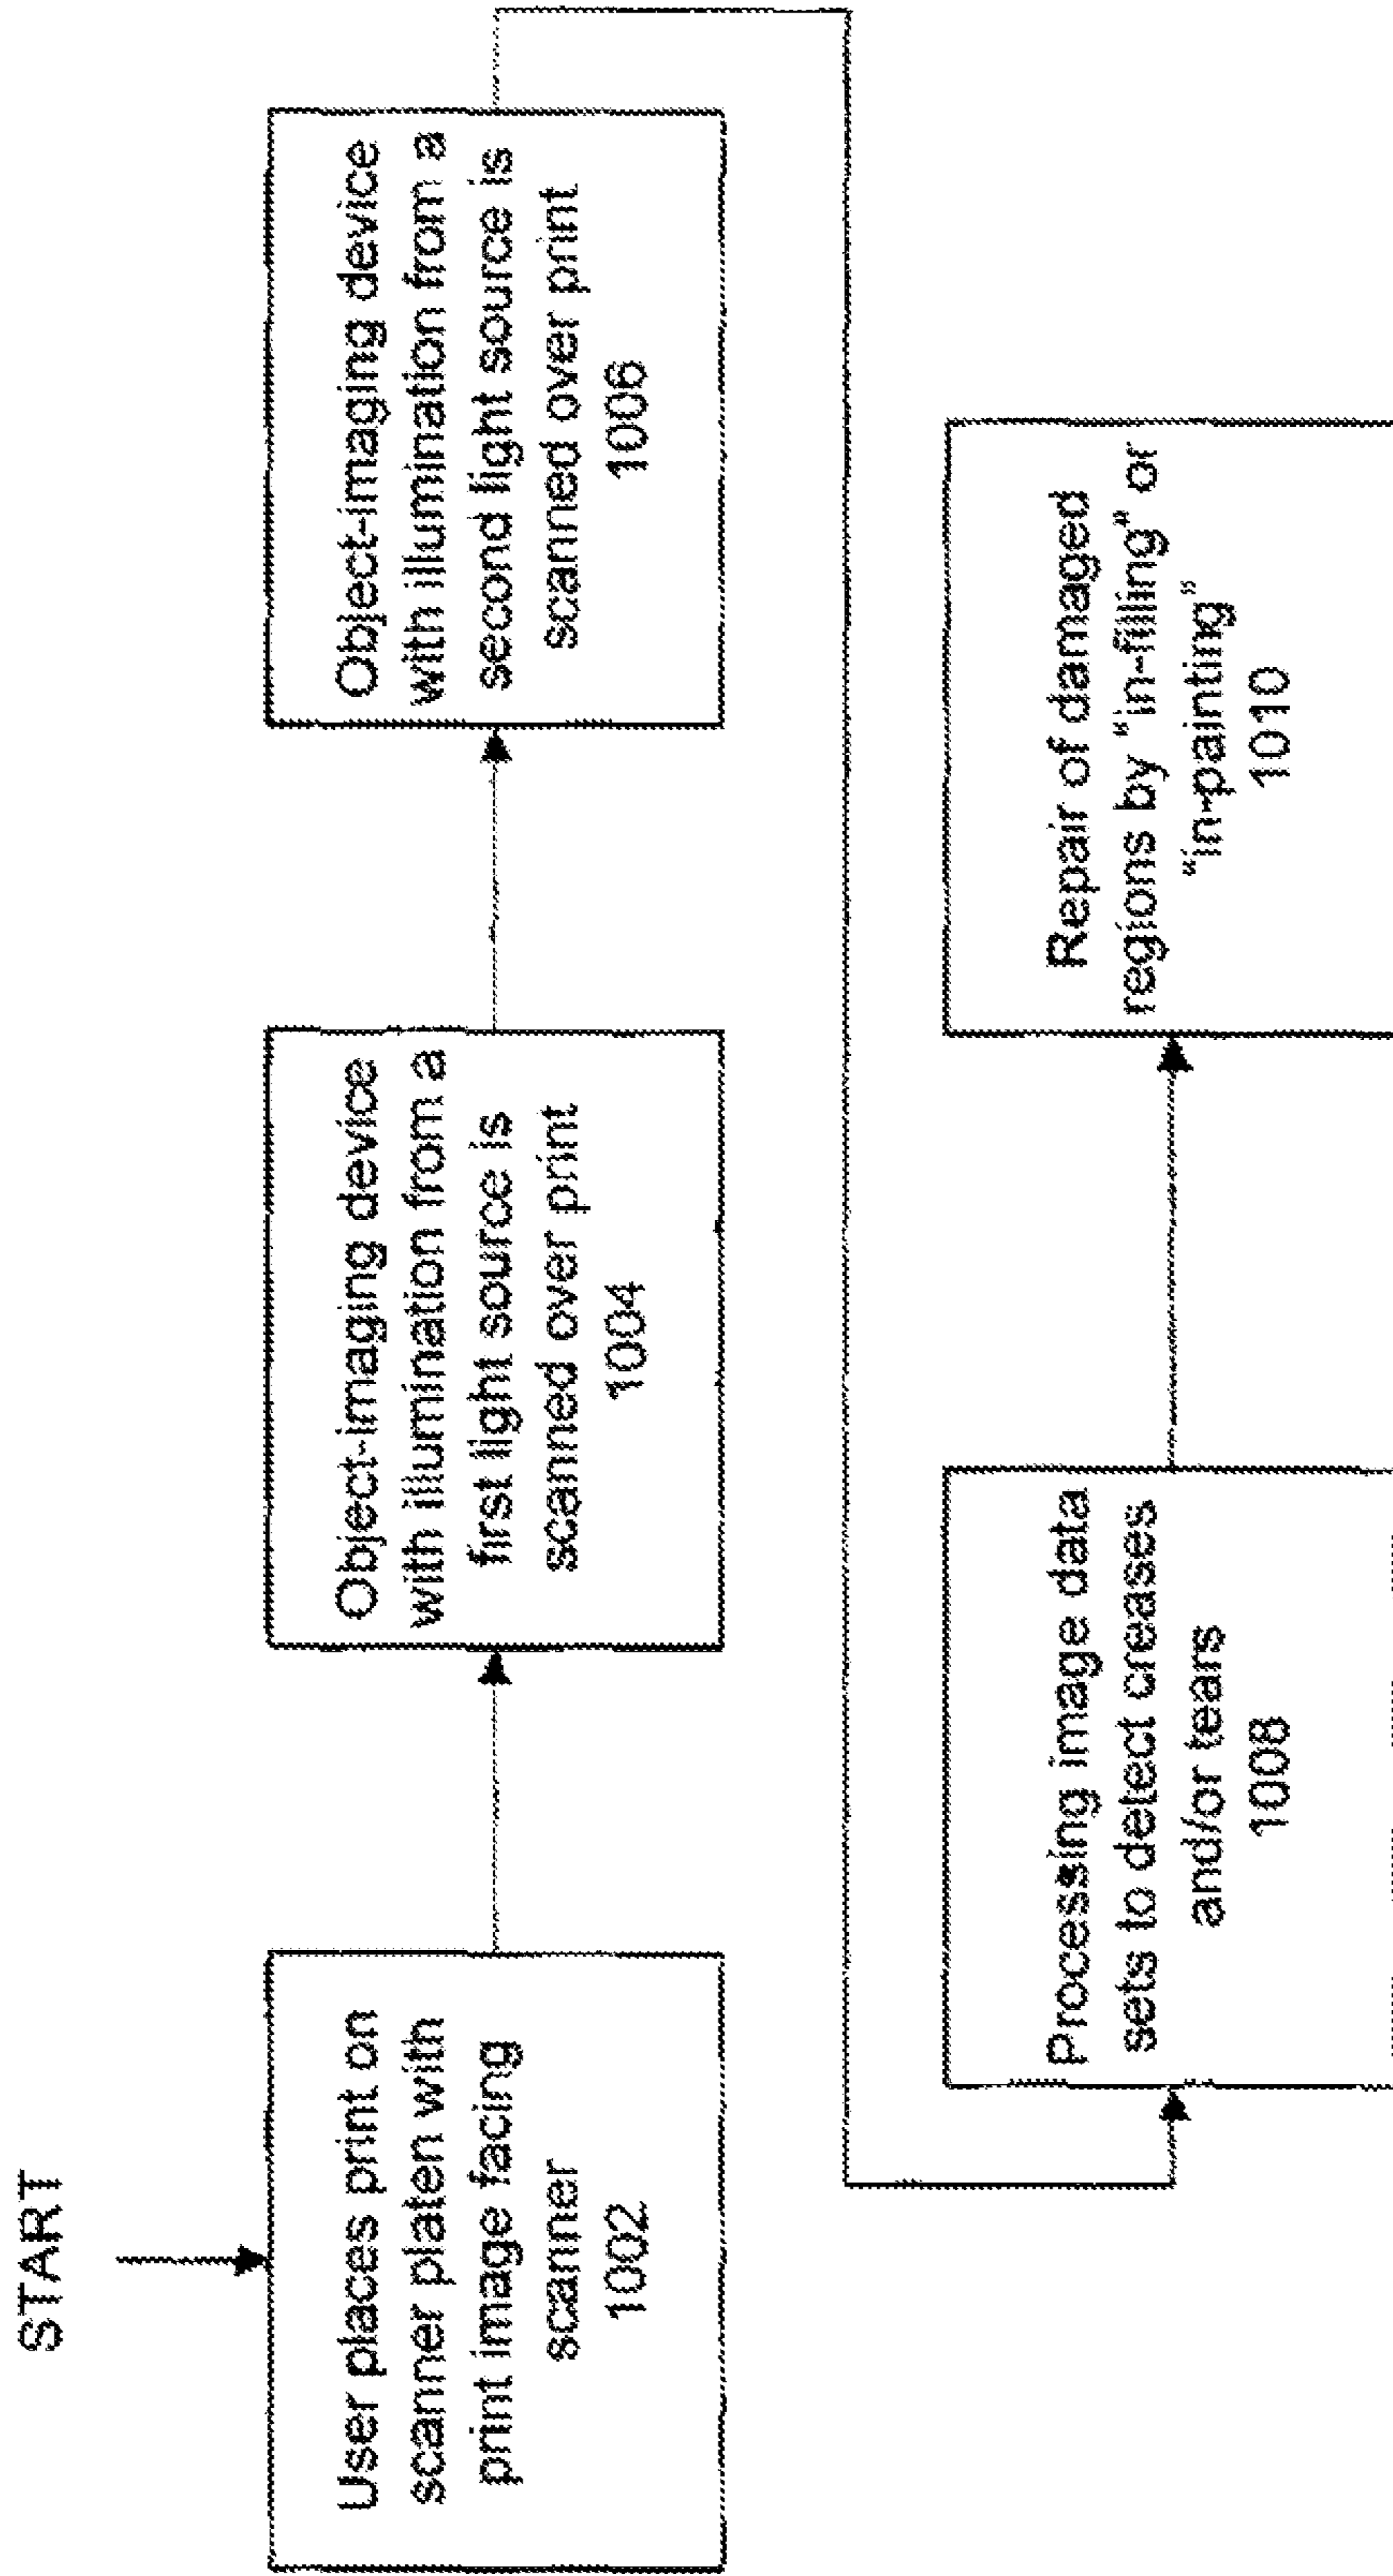 START
User places print on
scanner platen with
print image facing
scanner
1002
Object-imaging device
with illumination from a
first light source is
scanned over print
1004
Object-imaging device
with illumination from a
second light source is
scanned over print
1006
Processing image data
sets to detect creases
and/or tears
1008
Repair of damaged
regions by "in-filling" or
"in-painting"
1010